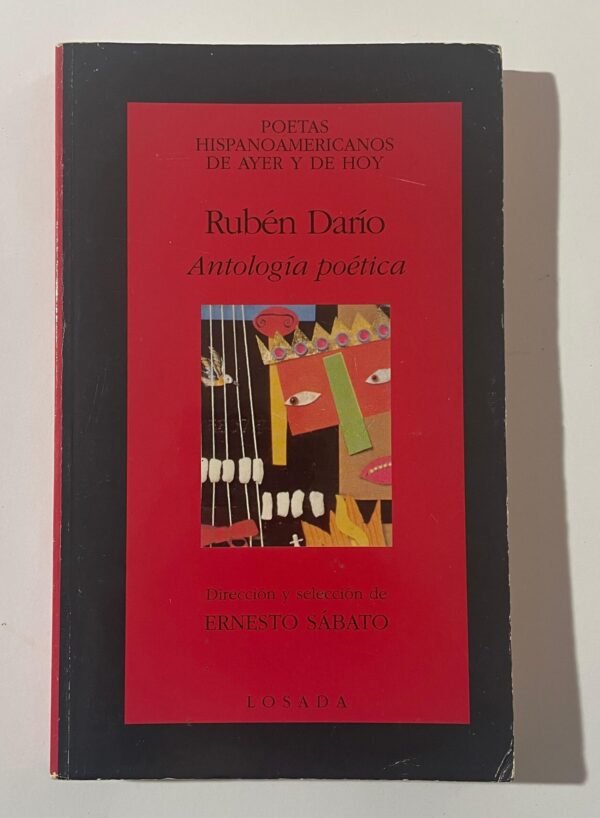 POETAS
HISPANOAMERICANOS
DE AYER Y DE HOY
Rubén Darío
Antología poética
Dirección y selección de
ERNESTO SÁBATO
LOSADA